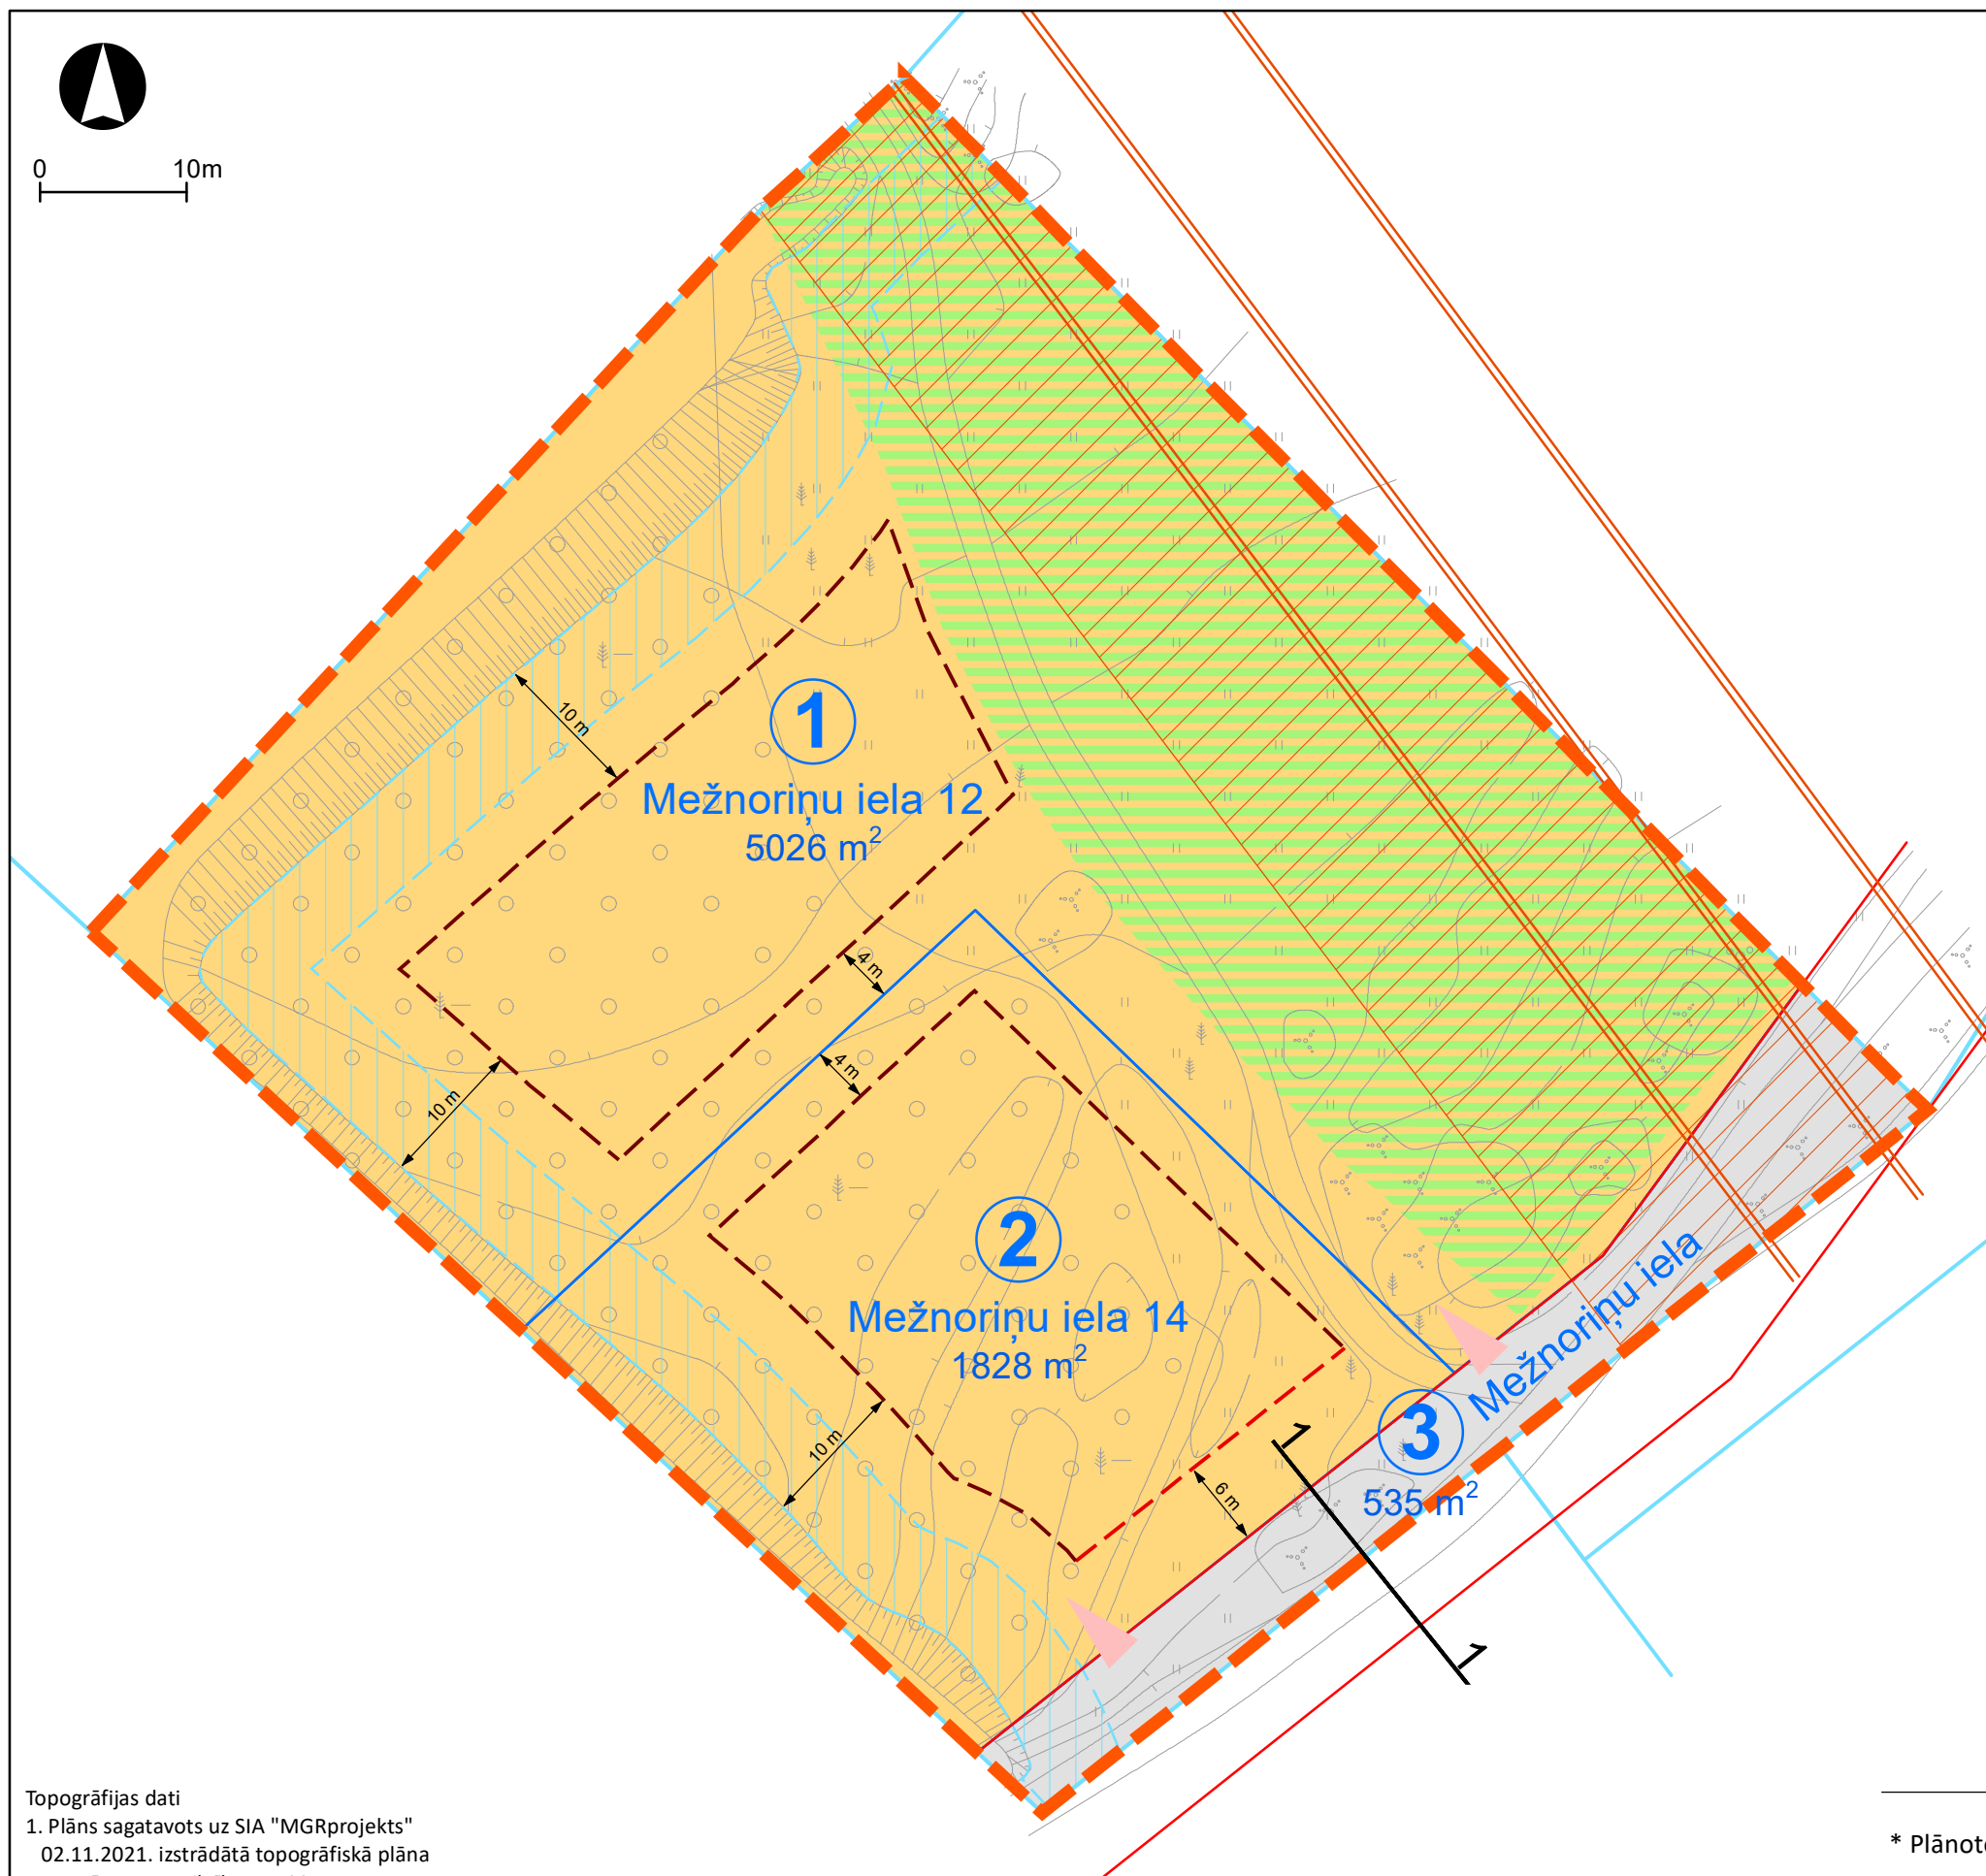 0 10m
10 m
1
Mežnoriņu iela 12
5026 m²
4 m
4 m
10 m
2
Mežnoriņu iela 14
1828 m²
Mežnoriņu iela
3
535 m²
10 m
6 m
1
1
Topogrāfijas dati
1. Plāns sagatavots uz SIA "MGRprojekts"
02.11.2021. izstrādātā topogrāfiskā plāna
* Plānot